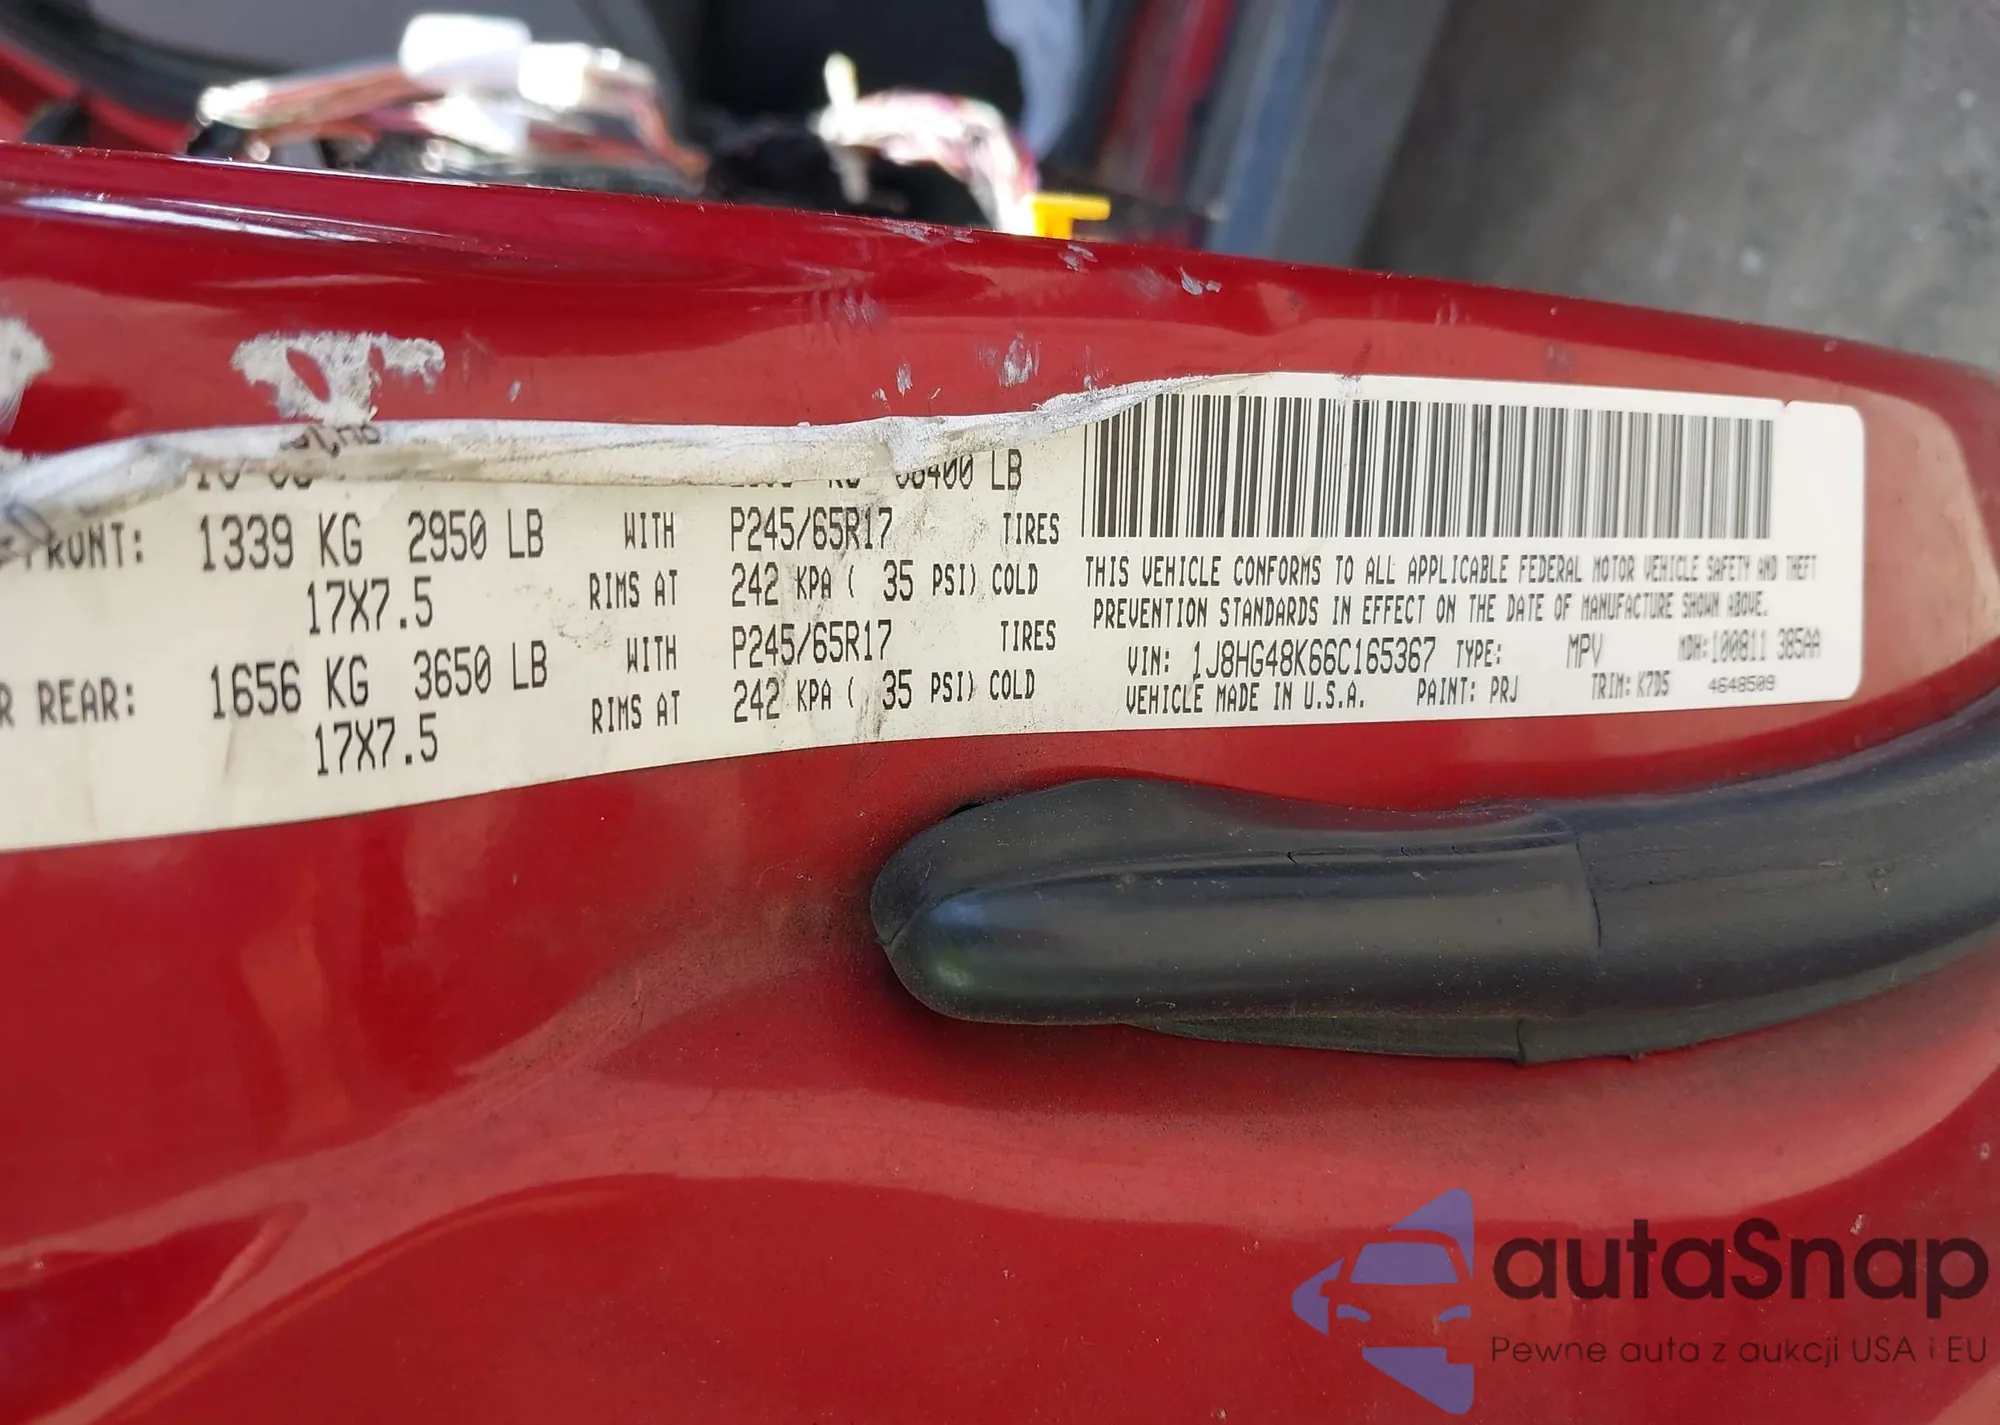 400 LB
FRONT: 1339 KG 2950 LB WITH P245/65R17 TIRES
17X7.5 RIMS AT 242 KPA ( 35 PSI) COLD
R REAR: 1656 KG 3650 LB WITH P245/65R17 TIRES
17X7.5 RIMS AT 242 KPA ( 35 PSI) COLD
THIS VEHICLE CONFORMS TO ALL APPLICABLE FEDERAL MOTOR VEHICLE SAFETY AND THEFT
PREVENTION STANDARDS IN EFFECT ON THE DATE OF MANUFACTURE SHOWN ABOVE.
VIN: 1J8HG48K66C165367 TYPE: MPV MDH:100811 385AA
VEHICLE MADE IN U.S.A. PAINT: PRJ TRIM: K7D5 4648509
autaSnap
Pewne auta z aukcji USA i EU